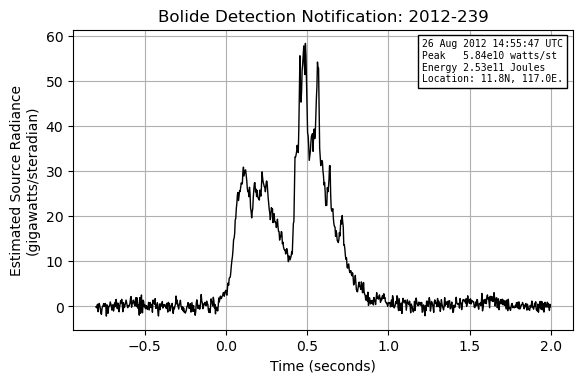 Bolide Detection Notification: 2012-239
26 Aug 2012 14:55:47 UTC
Peak   5.84e10 watts/st
Energy 2.53e11 Joules
Location: 11.8N, 117.0E.
Estimated Source Radiance
(gigawatts/steradian)
60
50
40
30
20
10
0
−0.5 0.0 0.5 1.0 1.5 2.0
Time (seconds)